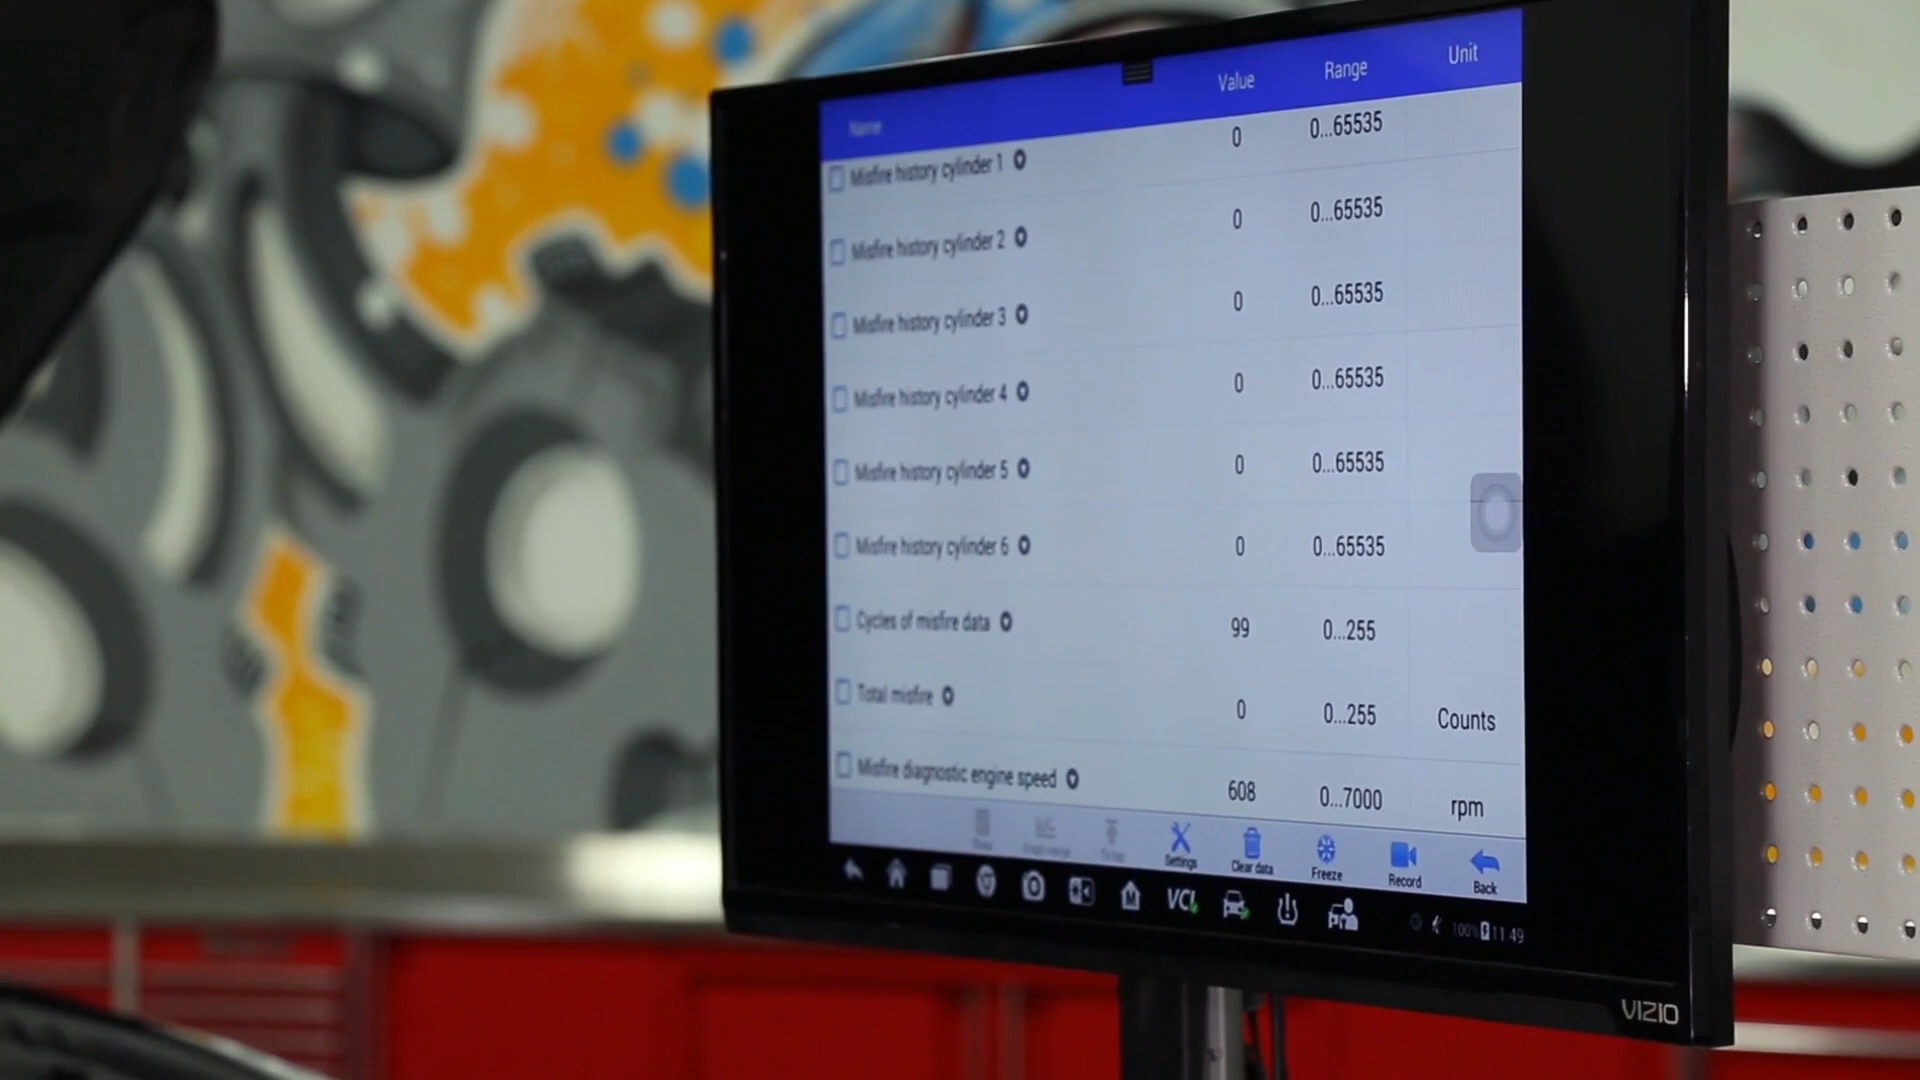 Name Value Range Unit
Misfire history cylinder 1 0 0...65535
Misfire history cylinder 2 0 0...65535
Misfire history cylinder 3 0 0...65535
Misfire history cylinder 4 0 0...65535
Misfire history cylinder 5 0 0...65535
Misfire history cylinder 6 0 0...65535
Cycles of misfire data 99 0...255
Total misfire 0 0...255 Counts
Misfire diagnostic engine speed 608 0...7000 rpm
Settings Clear data Freeze Record Back
M VCI 100% 11:49
VIZIO